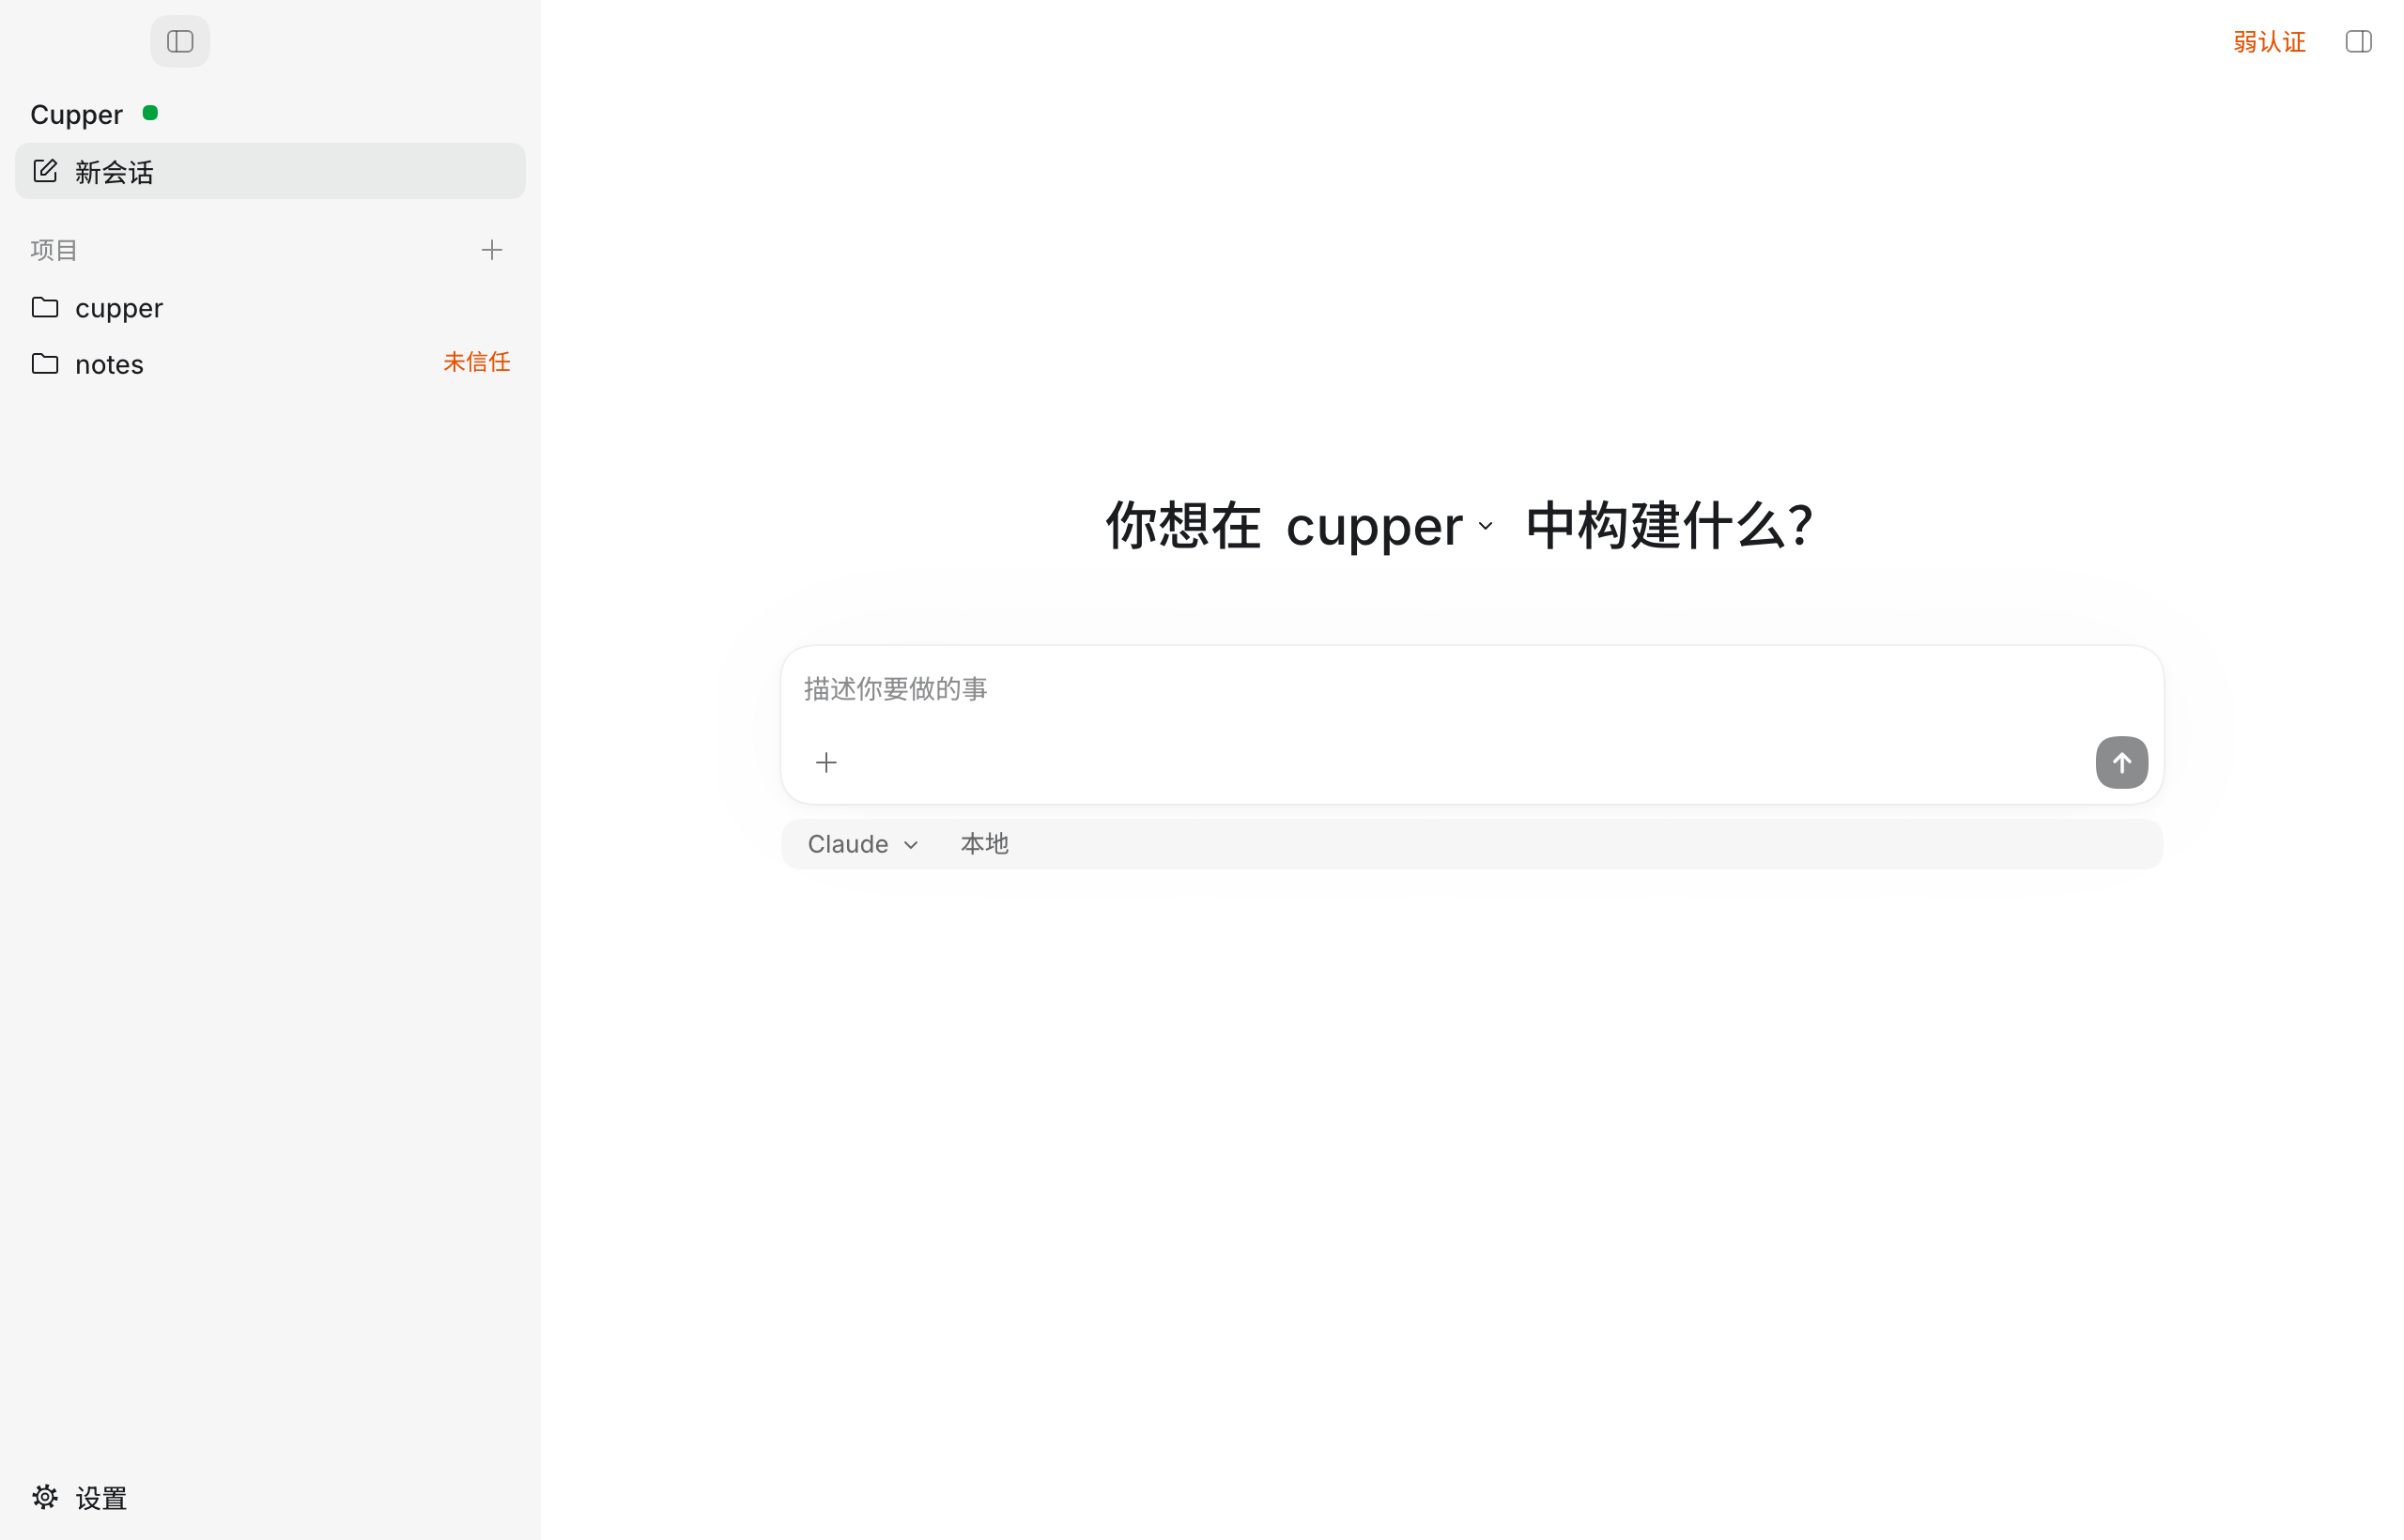 弱认证
Cupper
新会话
项目
cupper
notes 未信任
你想在 cupper 中构建什么？
描述你要做的事
Claude 本地
设置